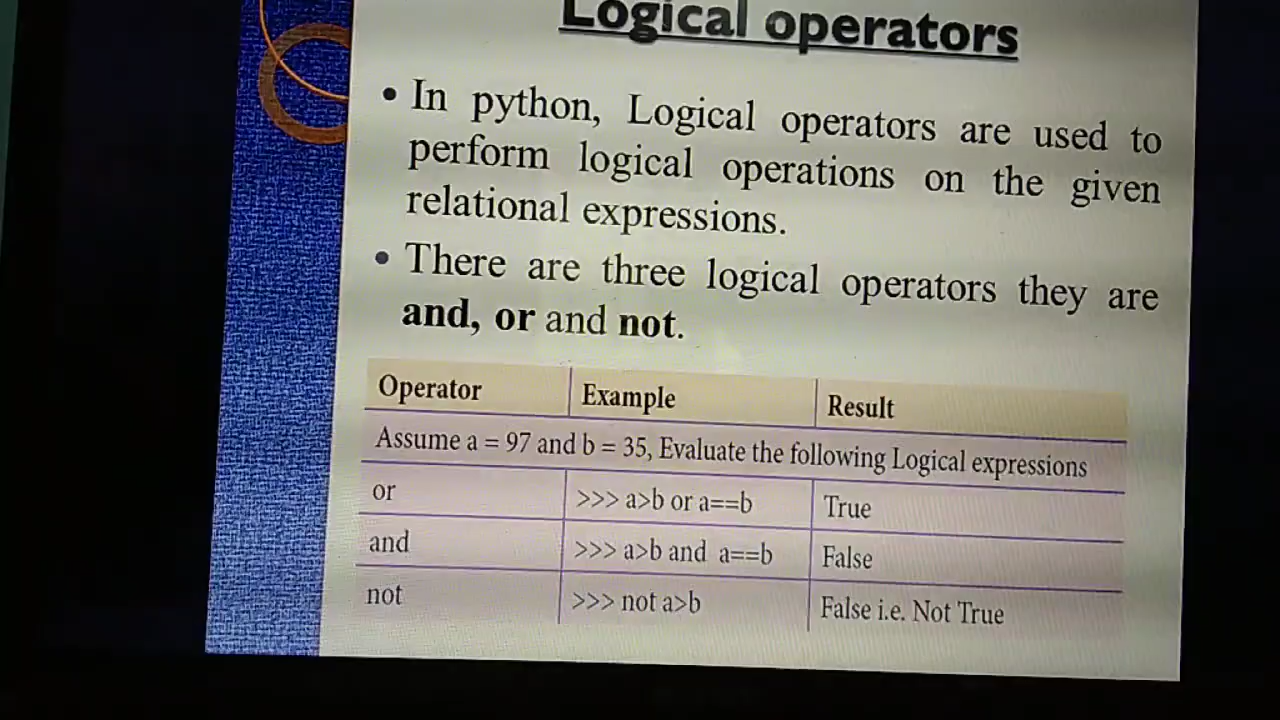 Logical operators
• In python, Logical operators are used to
perform logical operations on the given
relational expressions.
• There are three logical operators they are
and, or and not.
Operator Example Result
Assume a = 97 and b = 35, Evaluate the following Logical expressions
or >>> a>b or a==b True
and >>> a>b and a==b False
not >>> not a>b False i.e. Not True